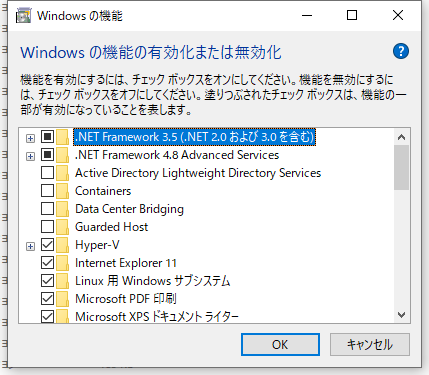 Windows の機能
Windows の機能の有効化または無効化
機能を有効にするには、チェック ボックスをオンにしてください。機能を無効にするに
は、チェック ボックスをオフにしてください。塗りつぶされたチェック ボックスは、機能の一
部が有効になっていることを表します。
.NET Framework 3.5 (.NET 2.0 および 3.0 を含む)
.NET Framework 4.8 Advanced Services
Active Directory Lightweight Directory Services
Containers
Data Center Bridging
Guarded Host
Hyper-V
Internet Explorer 11
Linux 用 Windows サブシステム
Microsoft PDF 印刷
Microsoft XPS ドキュメント ライター
OK
キャンセル